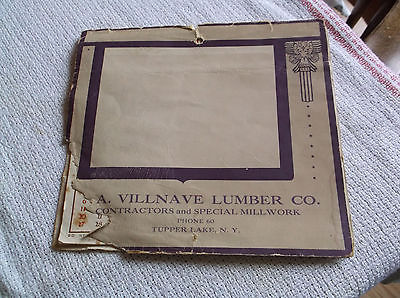 A. VILLNAVE LUMBER CO.
CONTRACTORS and SPECIAL MILLWORK
PHONE 60
TUPPER LAKE, N. Y.